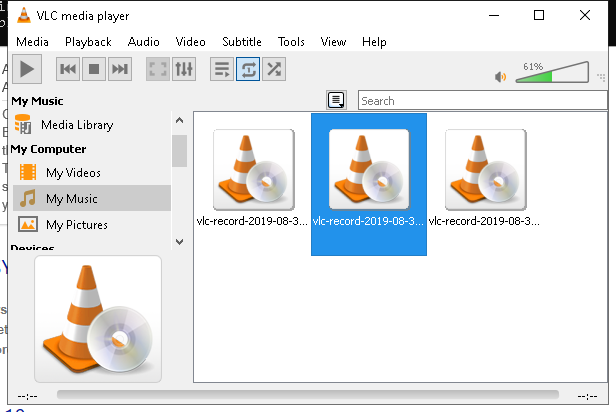 VLC media player
Media Playback Audio Video Subtitle Tools View Help
61%
My Music
Search
Media Library
My Computer
My Videos
My Music
My Pictures
Devices
vlc-record-2019-08-3... vlc-record-2019-08-3... vlc-record-2019-08-3...
--:-- --:--